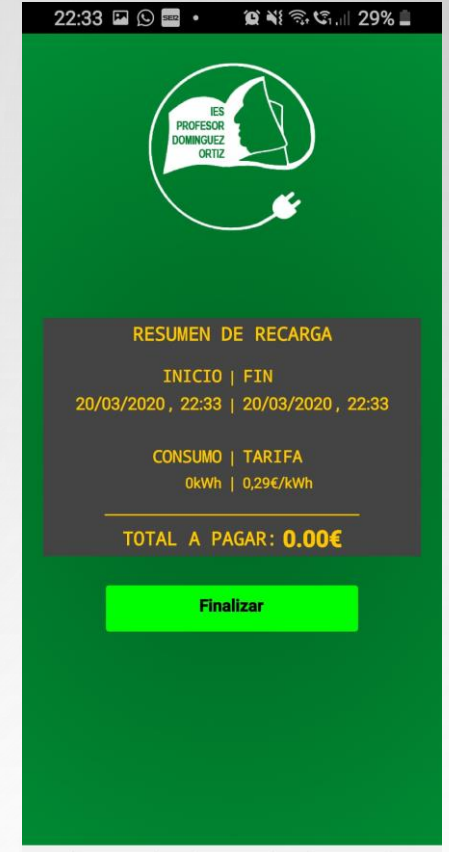 22:33 29%
IES
PROFESOR
DOMINGUEZ
ORTIZ
RESUMEN DE RECARGA
INICIO | FIN
20/03/2020, 22:33 | 20/03/2020, 22:33
CONSUMO | TARIFA
0kWh | 0,29€/kWh
TOTAL A PAGAR: 0.00€
Finalizar